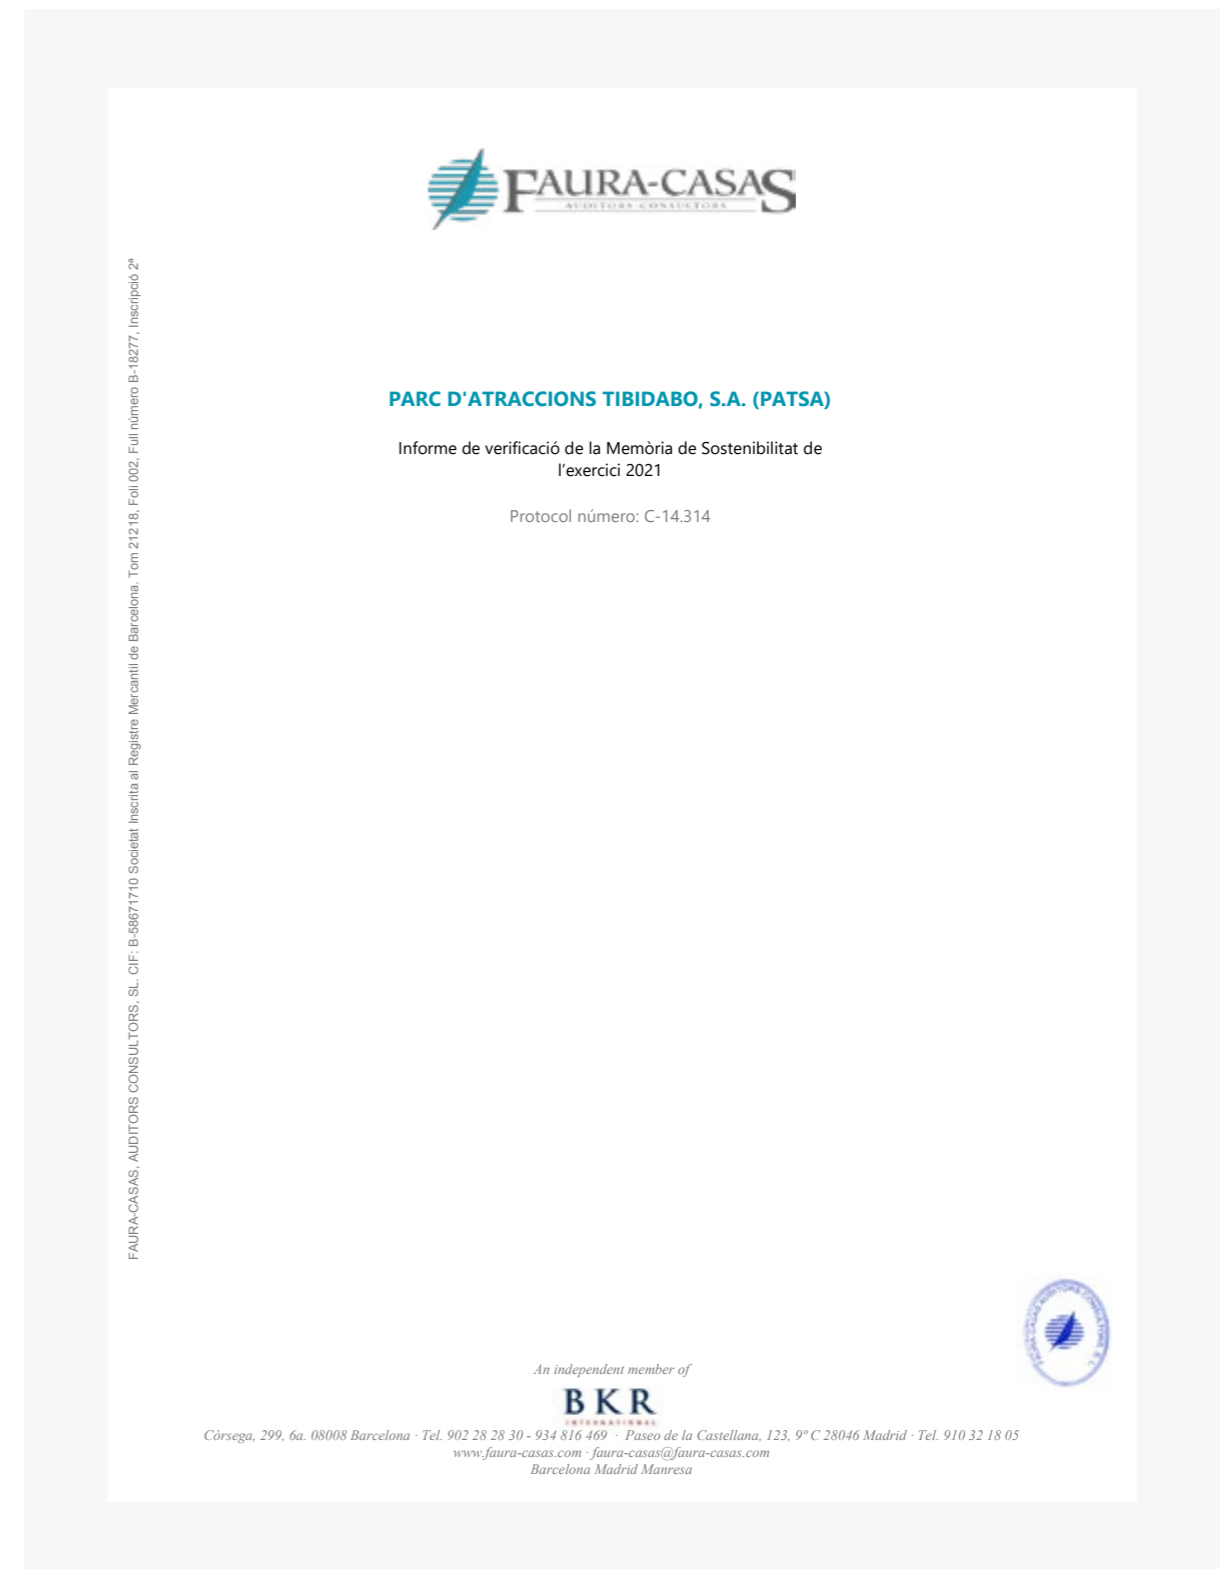 FAURA-CASAS
AUDITORS·CONSULTORS
FAURA-CASAS, AUDITORS CONSULTORS, SL. CIF: B-58671710 Societat Inscrita al Registre Mercantil de Barcelona. Tom 21218, Foli 002, Full número B-18277, Inscripció 2ª
PARC D'ATRACCIONS TIBIDABO, S.A. (PATSA)
Informe de verificació de la Memòria de Sostenibilitat de
l'exercici 2021
Protocol número: C-14.314
FAURA-CASAS AUDITORS CONSULTORS S.L.
An independent member of
BKR
INTERNATIONAL
Còrsega, 299, 6a. 08008 Barcelona · Tel. 902 28 28 30 - 934 816 469 · Paseo de la Castellana, 123, 9º C 28046 Madrid · Tel. 910 32 18 05
www.faura-casas.com · faura-casas@faura-casas.com
Barcelona Madrid Manresa